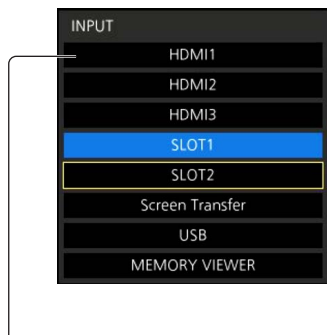 INPUT
HDMI1
HDMI2
HDMI3
SLOT1
SLOT2
Screen Transfer
USB
MEMORY VIEWER